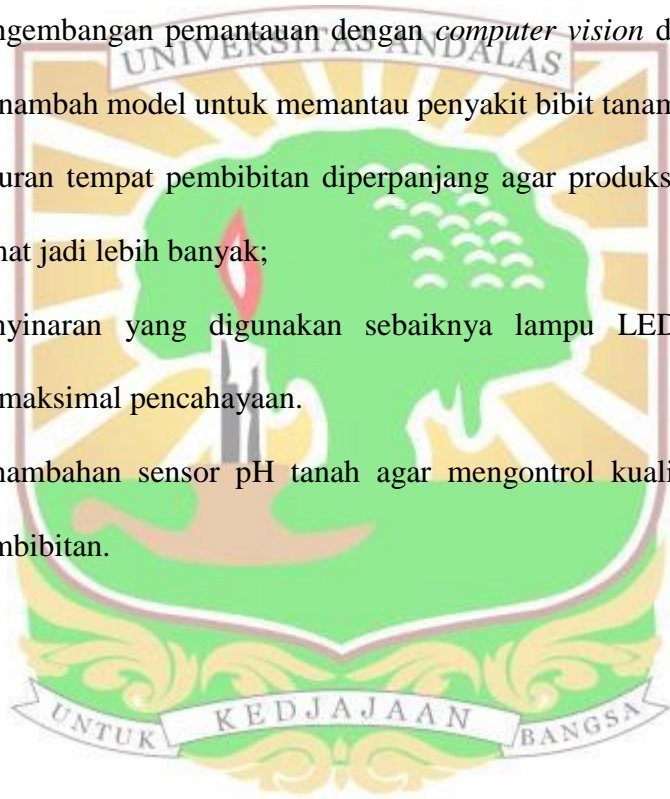 ngembangan pemantauan dengan computer vision d
UNIVERSITAS ANDALAS
nambah model untuk memantau penyakit bibit tanam
uran tempat pembibitan diperpanjang agar produks
nat jadi lebih banyak;
nyinaran yang digunakan sebaiknya lampu LED
maksimal pencahayaan.
nambahan sensor pH tanah agar mengontrol kuali
mbibitan.
UNTUK KEDJAJAAN BANGSA